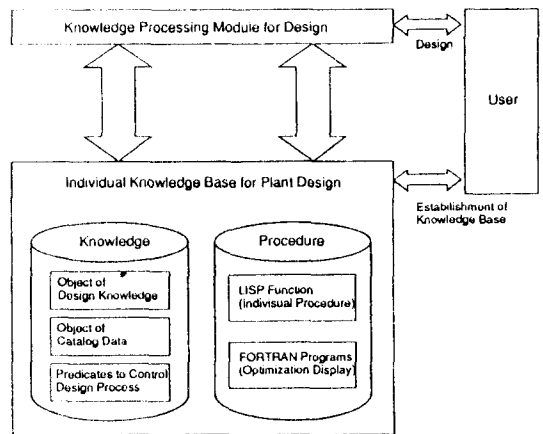 Knowledge Processing Module for Design
Design
User
Individual Knowledge Base for Plant Design
Estabilishment of
Knowledge Base
Knowledge
Object of
Design Knowledge
Object of
Catalog Data
Predicates to Control
Design Process
Procedure
LISP Function
(Indivisual Procedure)
FORTRAN Programs
(Optimization Display)